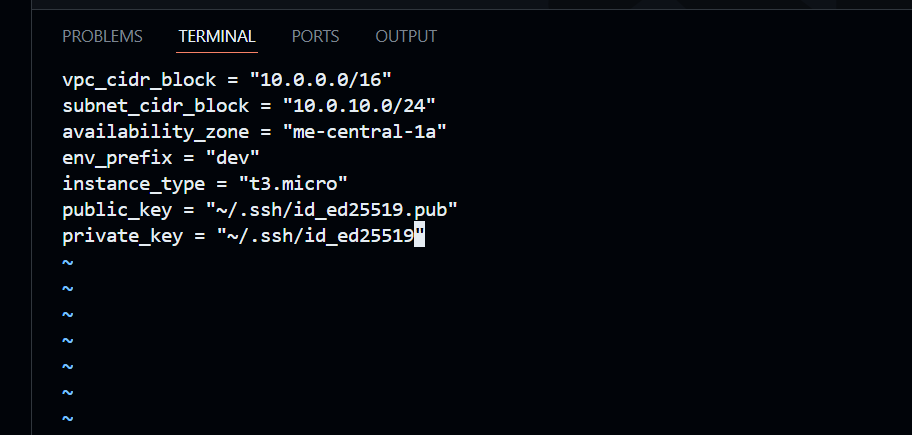 PROBLEMS TERMINAL PORTS OUTPUT
vpc_cidr_block = "10.0.0.0/16"
subnet_cidr_block = "10.0.10.0/24"
availability_zone = "me-central-1a"
env_prefix = "dev"
instance_type = "t3.micro"
public_key = "~/.ssh/id_ed25519.pub"
private_key = "~/.ssh/id_ed25519"
~
~
~
~
~
~
~